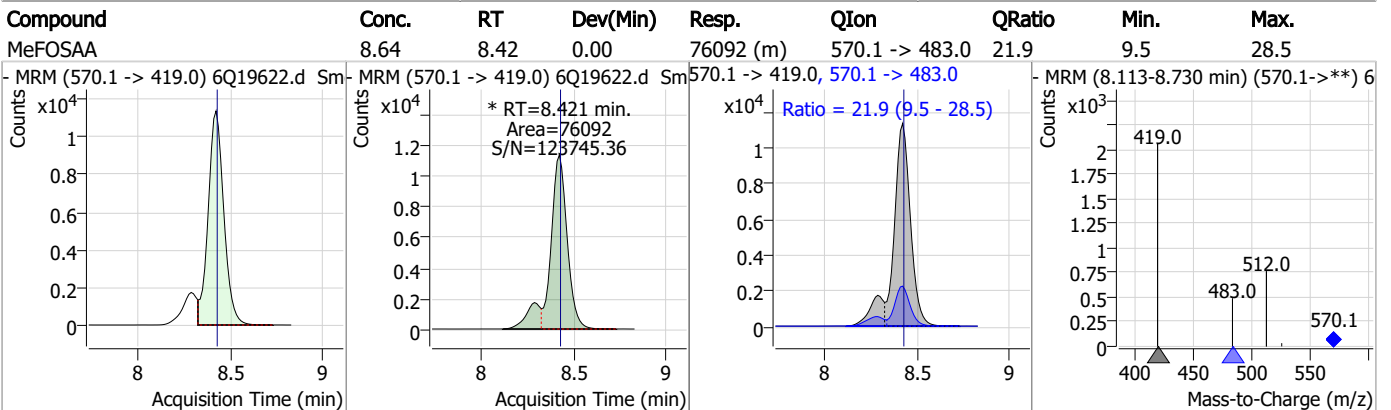 Compound Conc. RT Dev(Min) Resp. QIon QRatio Min. Max.
MeFOSAA 8.64 8.42 0.00 76092 (m) 570.1 -> 483.0 21.9 9.5 28.5
- MRM (570.1 -> 419.0) 6Q19622.d Sm
Counts
x10⁴
1
0.8
0.6
0.4
0.2
0
8 8.5 9
Acquisition Time (min)
- MRM (570.1 -> 419.0) 6Q19622.d Sm
Counts
x10⁴
* RT=8.421 min.
Area=76092
S/N=123745.36
1.2
1
0.8
0.6
0.4
0.2
0
8 8.5 9
Acquisition Time (min)
570.1 -> 419.0, 570.1 -> 483.0
Counts
x10⁴
Ratio = 21.9 (9.5 - 28.5)
1
0.8
0.6
0.4
0.2
0
8 8.5 9
Acquisition Time (min)
- MRM (8.113-8.730 min) (570.1->**) 6
Counts
x10³
419.0
2
1.75
1.5
1.25
1
512.0
0.75
483.0
0.5
570.1
0.25
0
400 450 500 550
Mass-to-Charge (m/z)